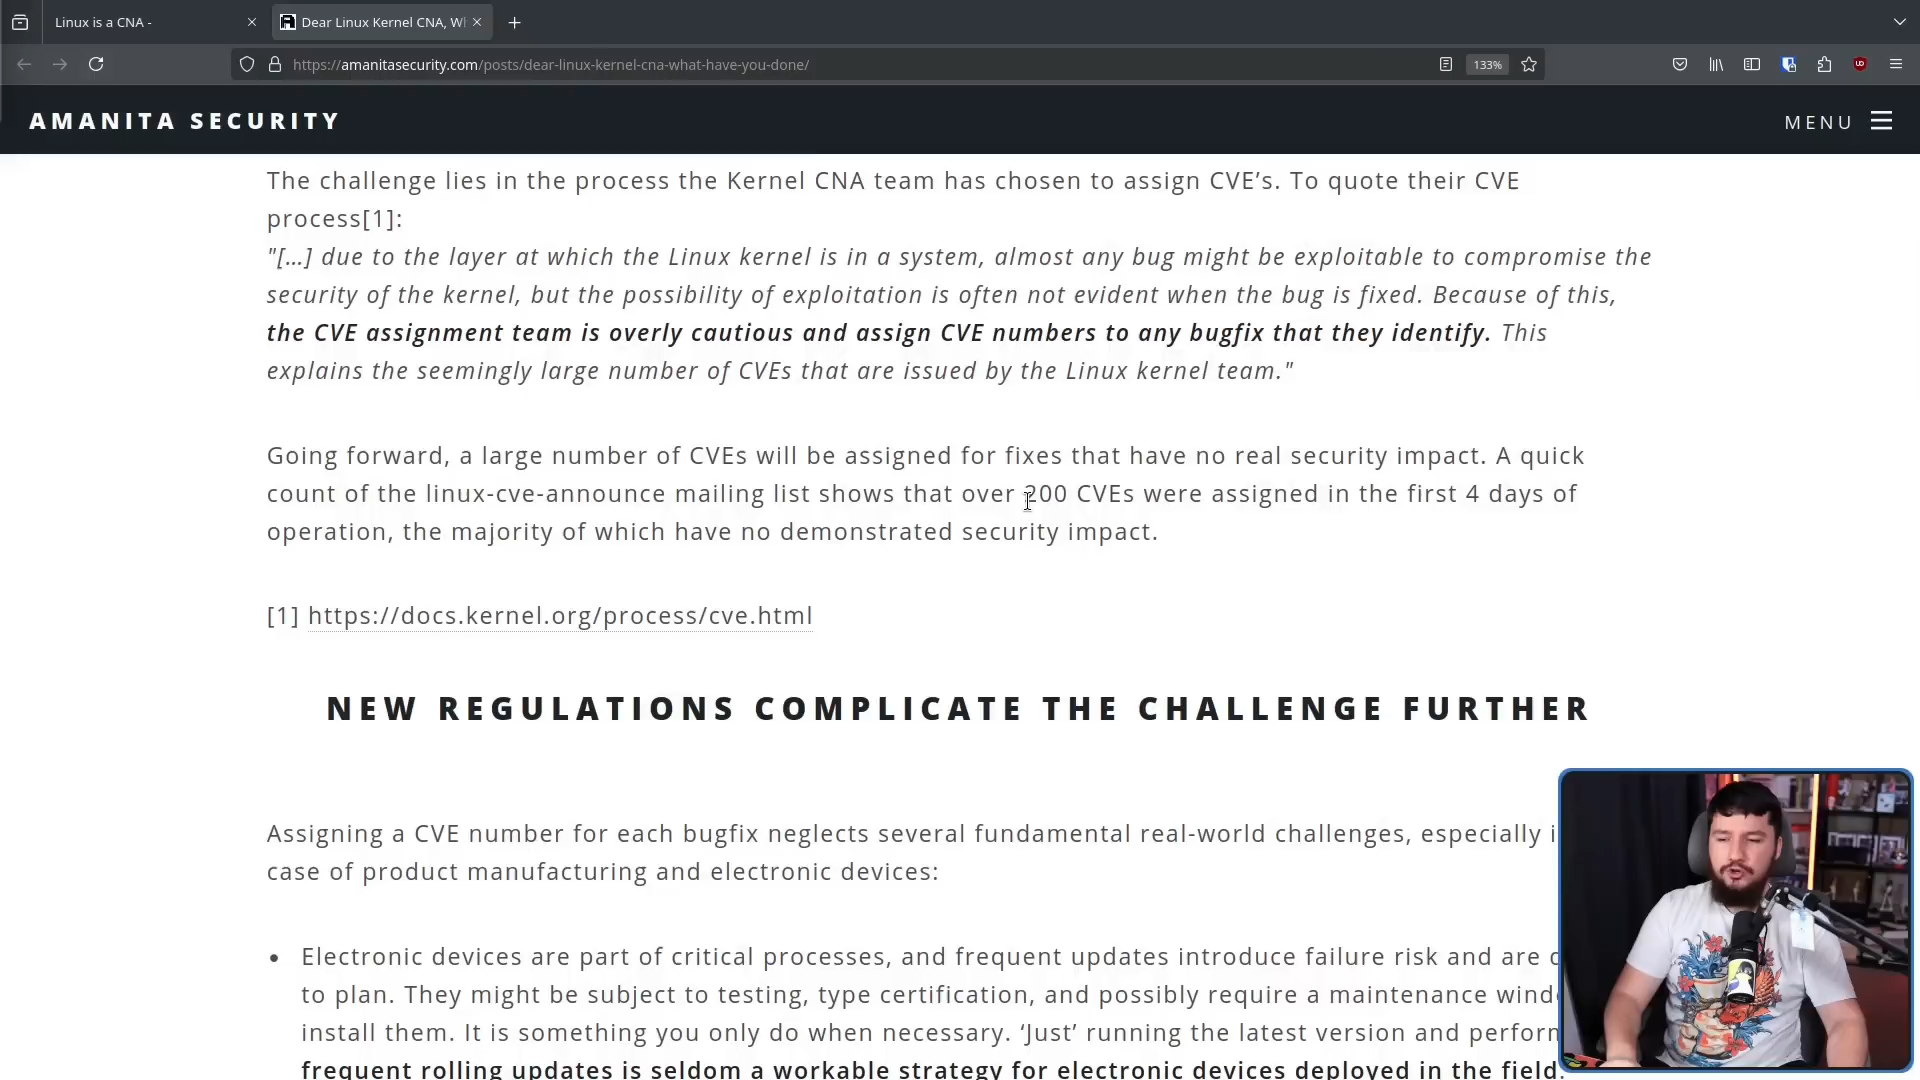 Linux is a CNA -
Dear Linux Kernel CNA, W
https://amanitasecurity.com/posts/dear-linux-kernel-cna-what-have-you-done/
133%
AMANITA SECURITY
MENU
The challenge lies in the process the Kernel CNA team has chosen to assign CVE’s. To quote their CVE
process[1]:
"[…] due to the layer at which the Linux kernel is in a system, almost any bug might be exploitable to compromise the
security of the kernel, but the possibility of exploitation is often not evident when the bug is fixed. Because of this,
the CVE assignment team is overly cautious and assign CVE numbers to any bugfix that they identify. This
explains the seemingly large number of CVEs that are issued by the Linux kernel team."
Going forward, a large number of CVEs will be assigned for fixes that have no real security impact. A quick
count of the linux-cve-announce mailing list shows that over 200 CVEs were assigned in the first 4 days of
operation, the majority of which have no demonstrated security impact.
[1] https://docs.kernel.org/process/cve.html
NEW REGULATIONS COMPLICATE THE CHALLENGE FURTHER
Assigning a CVE number for each bugfix neglects several fundamental real-world challenges, especially i
case of product manufacturing and electronic devices:
• Electronic devices are part of critical processes, and frequent updates introduce failure risk and are
to plan. They might be subject to testing, type certification, and possibly require a maintenance wind
install them. It is something you only do when necessary. ‘Just’ running the latest version and perform
frequent rolling updates is seldom a workable strategy for electronic devices deployed in the field.